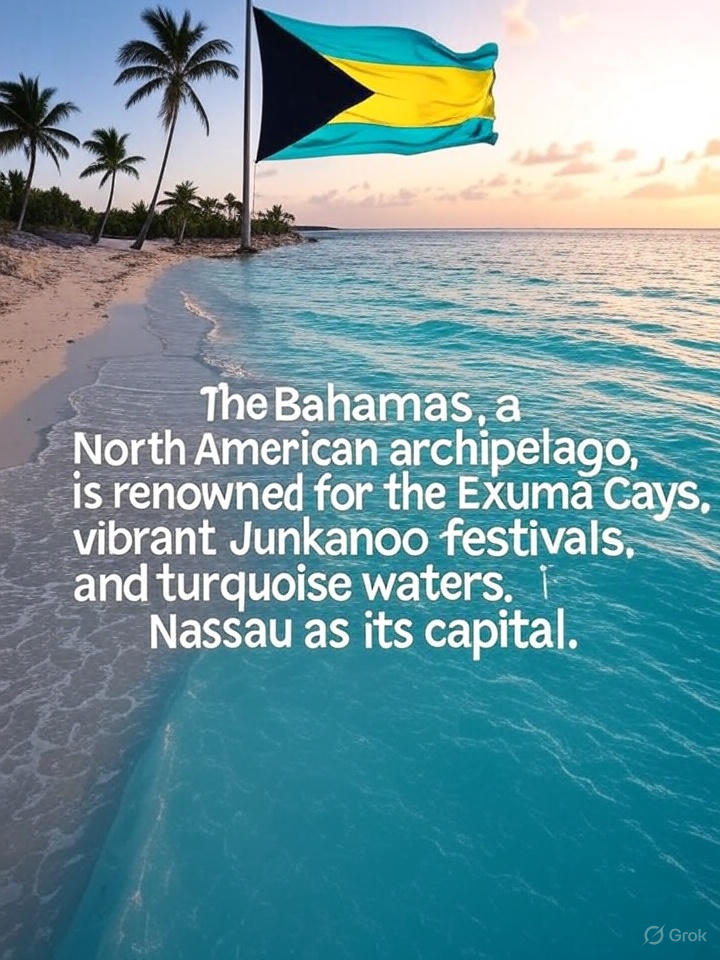 The Bahamas, a
North American archipelago,
is renowned for the Exuma Cays,
vibrant Junkanoo festivals,
and turquoise waters.
Nassau as its capital.
Grok